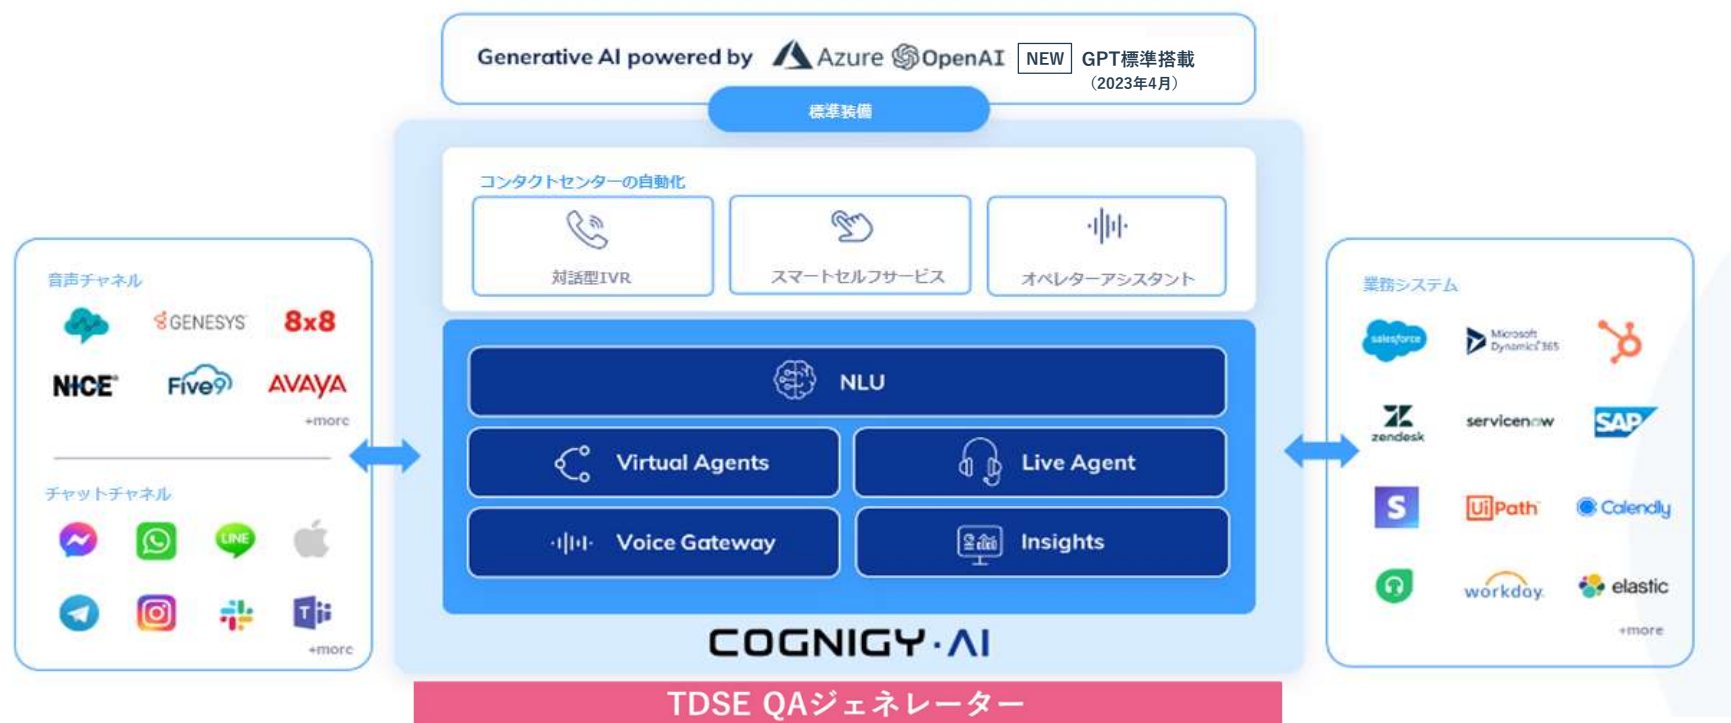 Generative AI powered by Azure OpenAI NEW GPT標準搭載
（2023年4月）
標準装備
コンタクトセンターの自動化
対話型IVR
スマートセルフサービス
オペレターアシスタント
音声チャネル
GENESYS
8x8
NICE
Five9
AVAYA
+more
チャットチャネル
LINE
T
+more
NLU
Virtual Agents
Live Agent
Voice Gateway
Insights
COGNIGY.AI
業務システム
salesforce
Microsoft
Dynamics 365
zendesk
servicenow
SAP
S
UiPath
Calendly
workday.
elastic
+more
TDSE QAジェネレーター